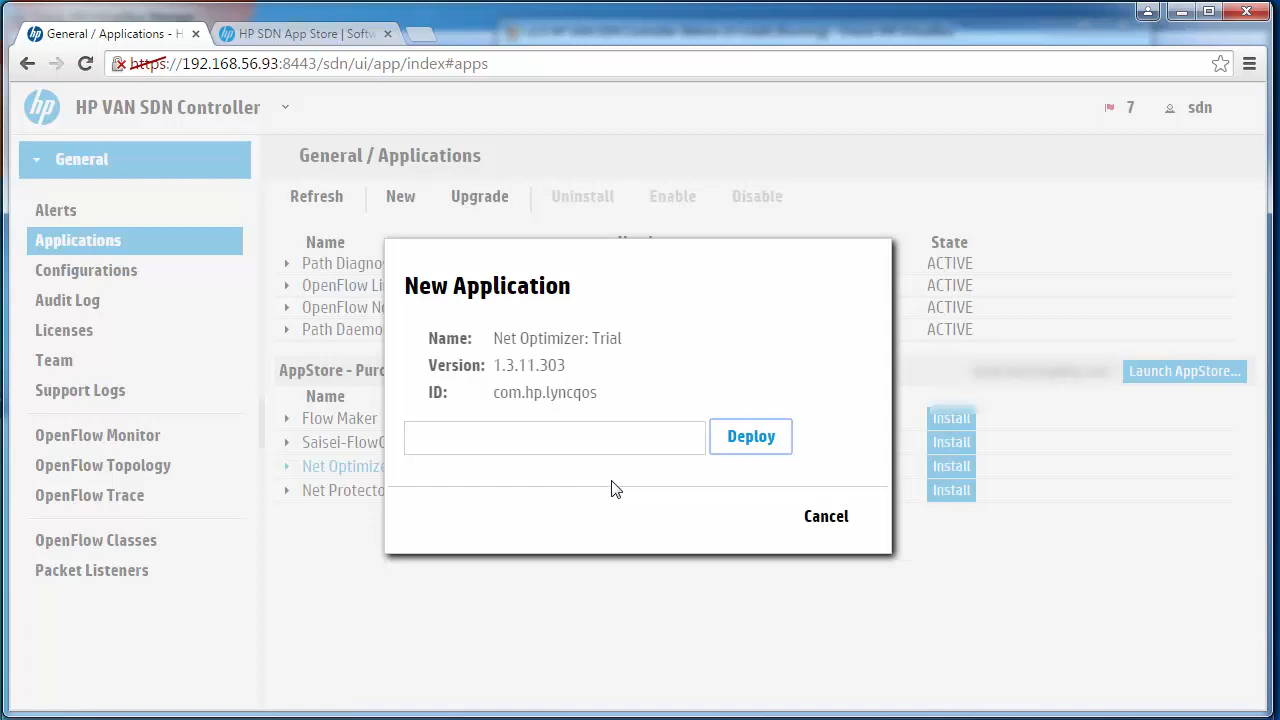 General / Applications - H
HP SDN App Store | Softw
https://192.168.56.93:8443/sdn/ui/app/index#apps
hp
HP VAN SDN Controller
7
sdn
General
General / Applications
Refresh
New
Upgrade
Uninstall
Enable
Disable
Alerts
Applications
Configurations
Audit Log
Licenses
Team
Support Logs
OpenFlow Monitor
OpenFlow Topology
OpenFlow Trace
OpenFlow Classes
Packet Listeners
Name
State
Path Diagno
ACTIVE
OpenFlow Li
ACTIVE
OpenFlow No
ACTIVE
Path Daemo
ACTIVE
AppStore - Purc
Launch AppStore...
Name
Flow Maker
Install
Saisei-FlowC
Install
Net Optimize
Install
Net Protecto
Install
New Application
Name: Net Optimizer: Trial
Version: 1.3.11.303
ID: com.hp.lyncqos
Deploy
Cancel